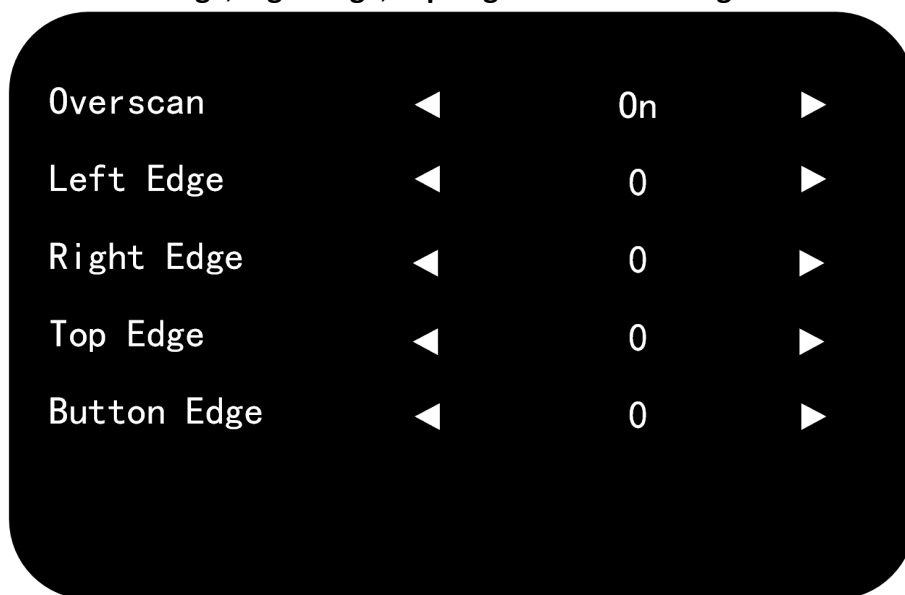 Overscan ◀ On ▶
Left Edge ◀ 0 ▶
Right Edge ◀ 0 ▶
Top Edge ◀ 0 ▶
Button Edge ◀ 0 ▶